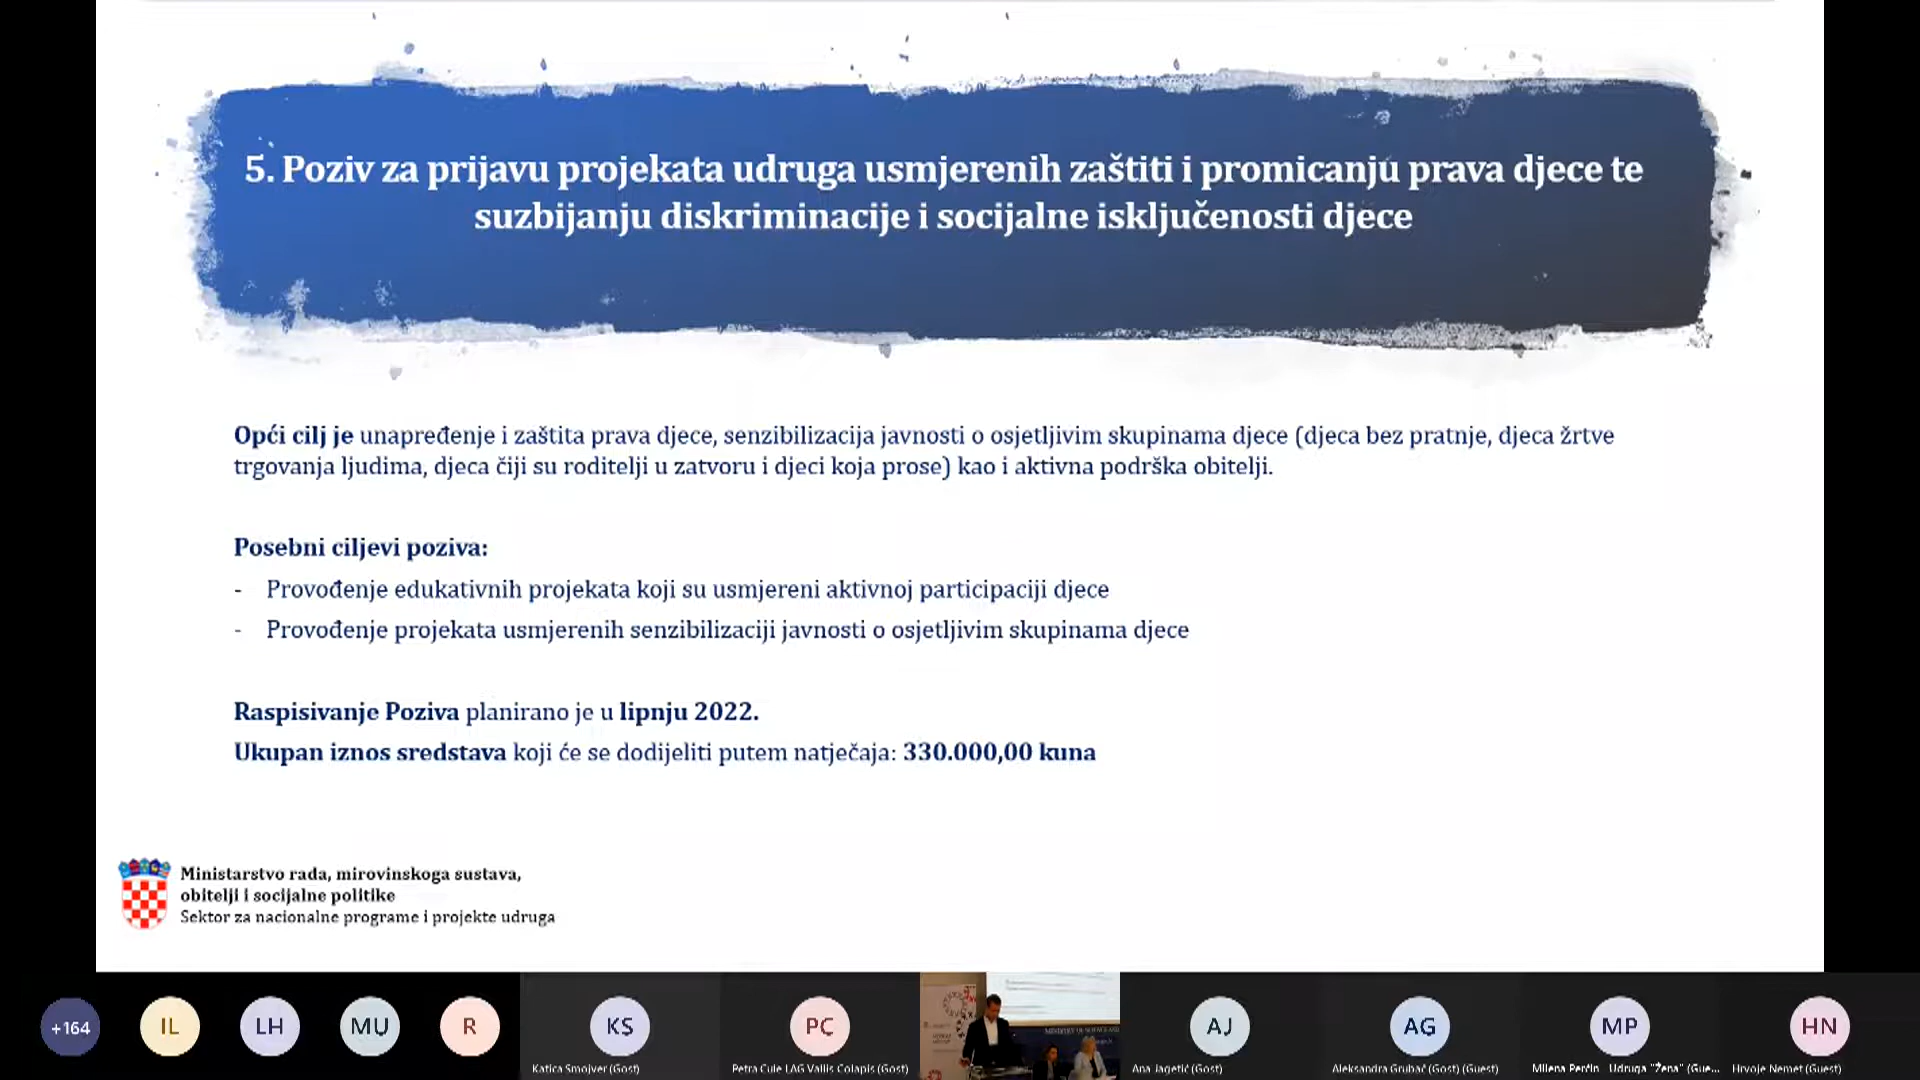 5. Poziv za prijavu projekata udruga usmjerenih zaštiti i promicanju prava djece te
suzbijanju diskriminacije i socijalne isključenosti djece
Opći cilj je unapređenje i zaštita prava djece, senzibilizacija javnosti o osjetljivim skupinama djece (djeca bez pratnje, djeca žrtve
trgovanja ljudima, djeca čiji su roditelji u zatvoru i djeci koja prose) kao i aktivna podrška obitelji.
Posebni ciljevi poziva:
- Provođenje edukativnih projekata koji su usmjereni aktivnoj participaciji djece
- Provođenje projekata usmjerenih senzibilizaciji javnosti o osjetljivim skupinama djece
Raspisivanje Poziva planirano je u lipnju 2022.
Ukupan iznos sredstava koji će se dodijeliti putem natječaja: 330.000,00 kuna
Ministarstvo rada, mirovinskoga sustava,
obitelji i socijalne politike
Sektor za nacionalne programe i projekte udruga
+164 IL LH MU R KS PC AJ AG MP HN
Katica Smojver (Gost) Petra Cule LAG Vallis Colapis (Gost) Ana Jagetić (Gost) Aleksandra Grubač (Gost) (Guest) Milena Perčin Udruga "Žena" (Gue... Hrvoje Nemet (Guest)